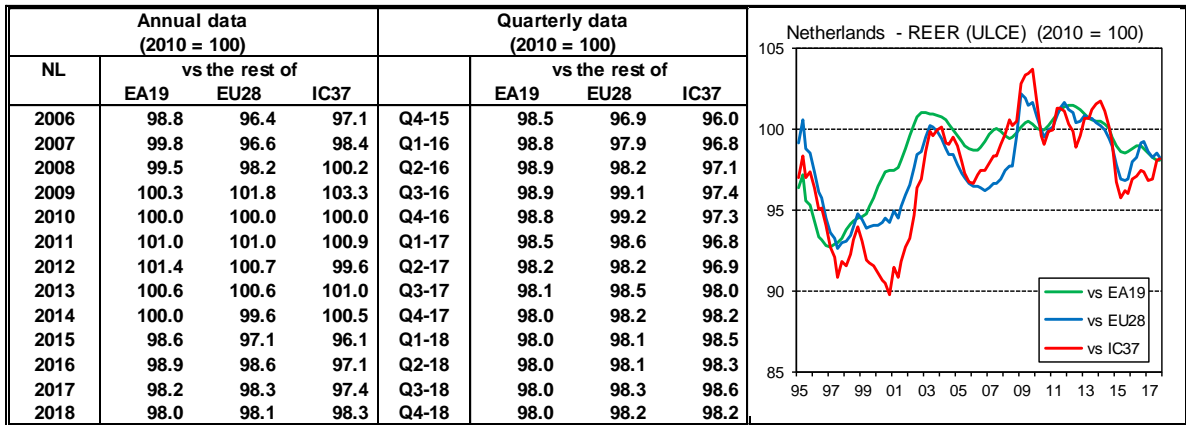 Annual data Quarterly data
(2010 = 100) (2010 = 100)
NL vs the rest of vs the rest of
EA19 EU28 IC37 EA19 EU28 IC37
2006 98.8 96.4 97.1 Q4-15 98.5 96.9 96.0
2007 99.8 96.6 98.4 Q1-16 98.8 97.9 96.8
2008 99.5 98.2 100.2 Q2-16 98.9 98.2 97.1
2009 100.3 101.8 103.3 Q3-16 98.9 99.1 97.4
2010 100.0 100.0 100.0 Q4-16 98.8 99.2 97.3
2011 101.0 101.0 100.9 Q1-17 98.5 98.6 96.8
2012 101.4 100.7 99.6 Q2-17 98.2 98.2 96.9
2013 100.6 100.6 101.0 Q3-17 98.1 98.5 98.0
2014 100.0 99.6 100.5 Q4-17 98.0 98.2 98.2
2015 98.6 97.1 96.1 Q1-18 98.0 98.1 98.5
2016 98.9 98.6 97.1 Q2-18 98.0 98.1 98.3
2017 98.2 98.3 97.4 Q3-18 98.0 98.3 98.6
2018 98.0 98.1 98.3 Q4-18 98.0 98.2 98.2
Netherlands - REER (ULCE) (2010 = 100)
105
100
95
90
85
vs EA19
vs EU28
vs IC37
95 97 99 01 03 05 07 09 11 13 15 17